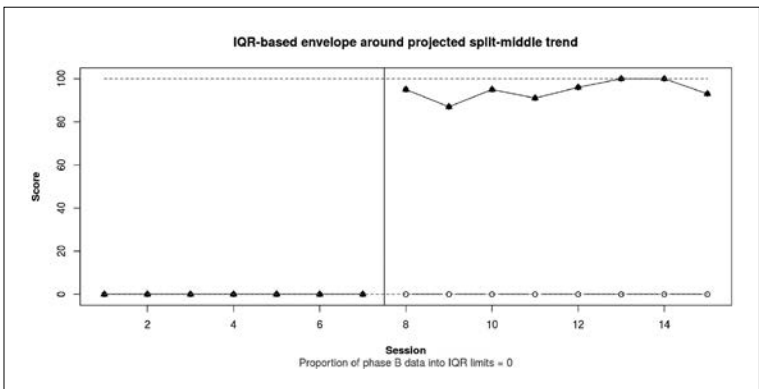 IQR-based envelope around projected split-middle trend
Score
100
80
60
40
20
0
2 4 6 8 10 12 14
Session
Proportion of phase B data into IQR limits = 0